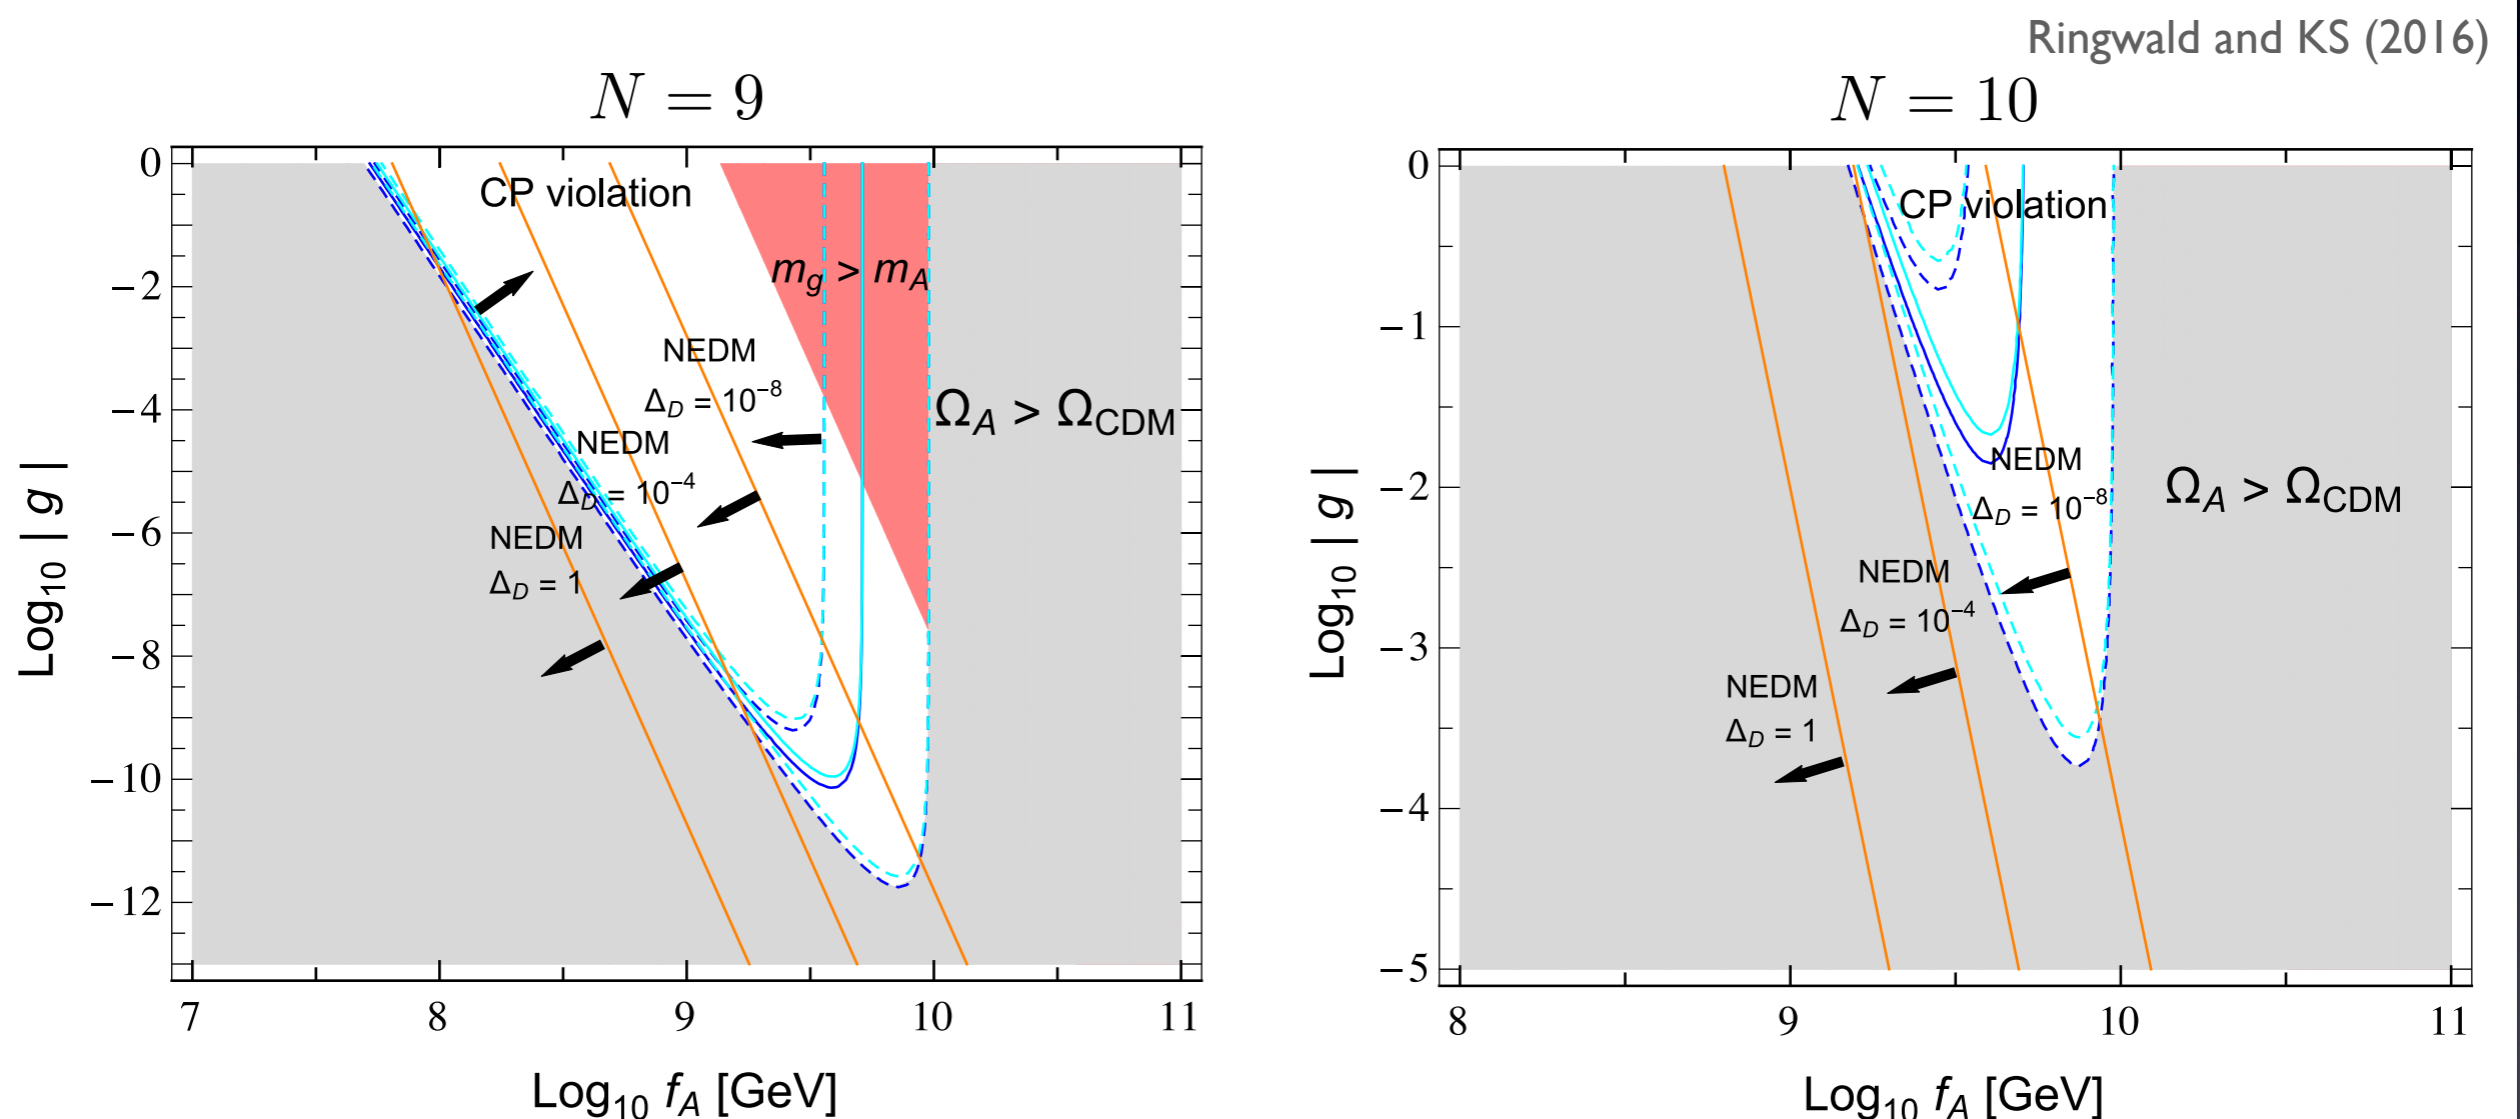 Ringwald and KS (2016)
N = 9
0
−2
−4
−6
−8
−10
−12
Log₁₀ | g |
CP violation
m_g > m_A
NEDM
Δ_D = 10⁻⁸
Ω_A > Ω_CDM
NEDM
Δ_D = 10⁻⁴
NEDM
Δ_D = 1
7 8 9 10 11
Log₁₀ f_A [GeV]
N = 10
0
−1
−2
−3
−4
−5
Log₁₀ | g |
CP violation
NEDM
Δ_D = 10⁻⁸
Ω_A > Ω_CDM
NEDM
Δ_D = 10⁻⁴
NEDM
Δ_D = 1
8 9 10 11
Log₁₀ f_A [GeV]